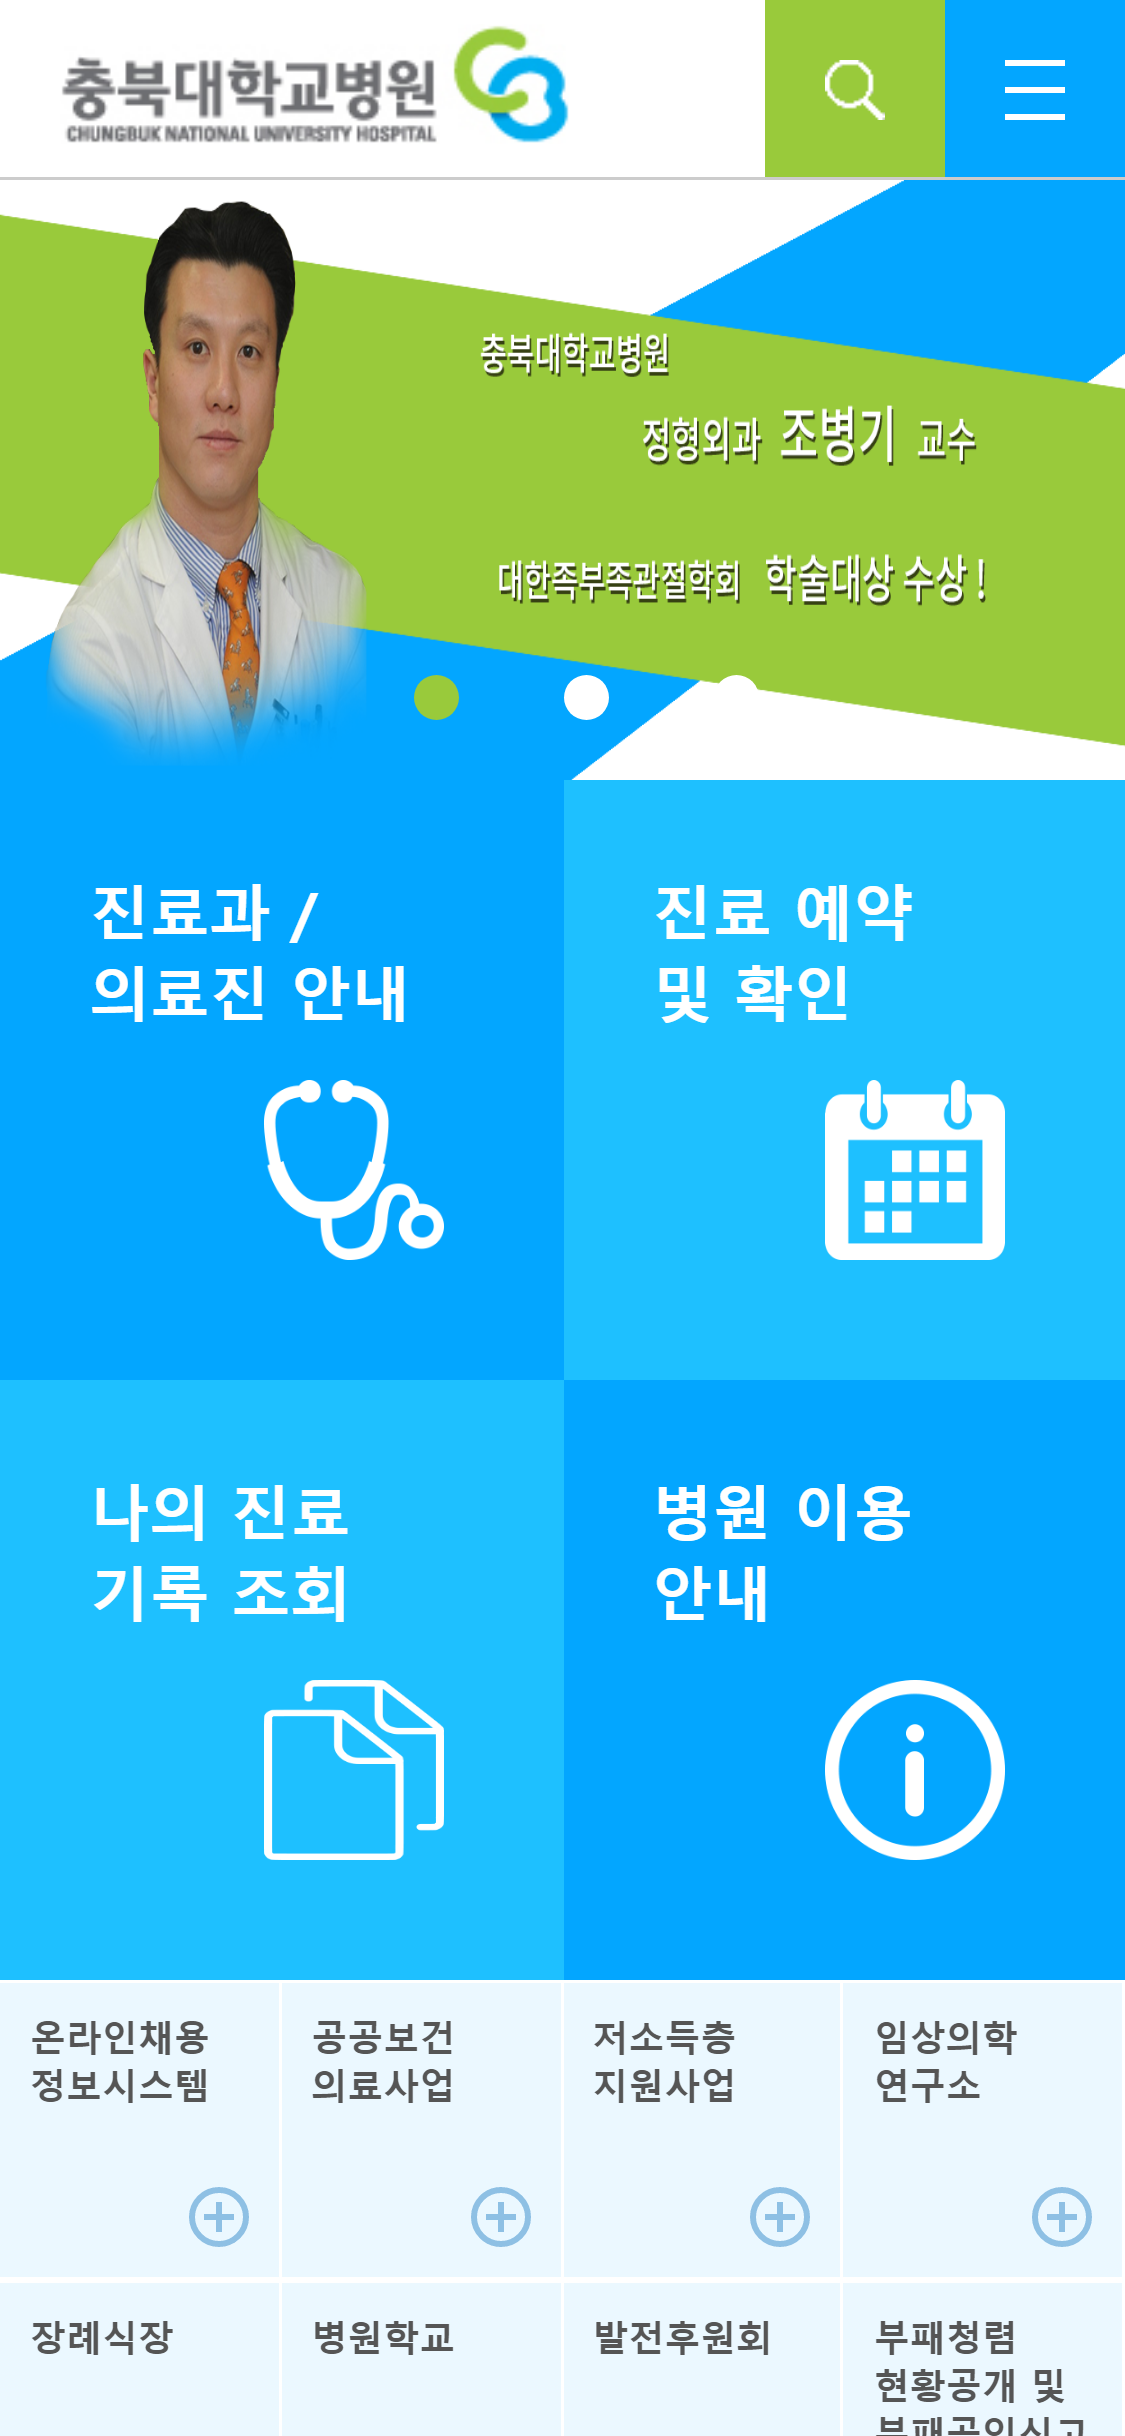 충북대학교병원
CHUNGBUK NATIONAL UNIVERSITY HOSPITAL
충북대학교병원
정형외과 조병기 교수
대한족부족관절학회 학술대상 수상 !
진료과 /
의료진 안내
진료 예약
및 확인
나의 진료
기록 조회
병원 이용
안내
온라인채용
정보시스템
공공보건
의료사업
저소득층
지원사업
임상의학
연구소
장례식장
병원학교
발전후원회
부패청렴
현황공개 및
부패공익신고